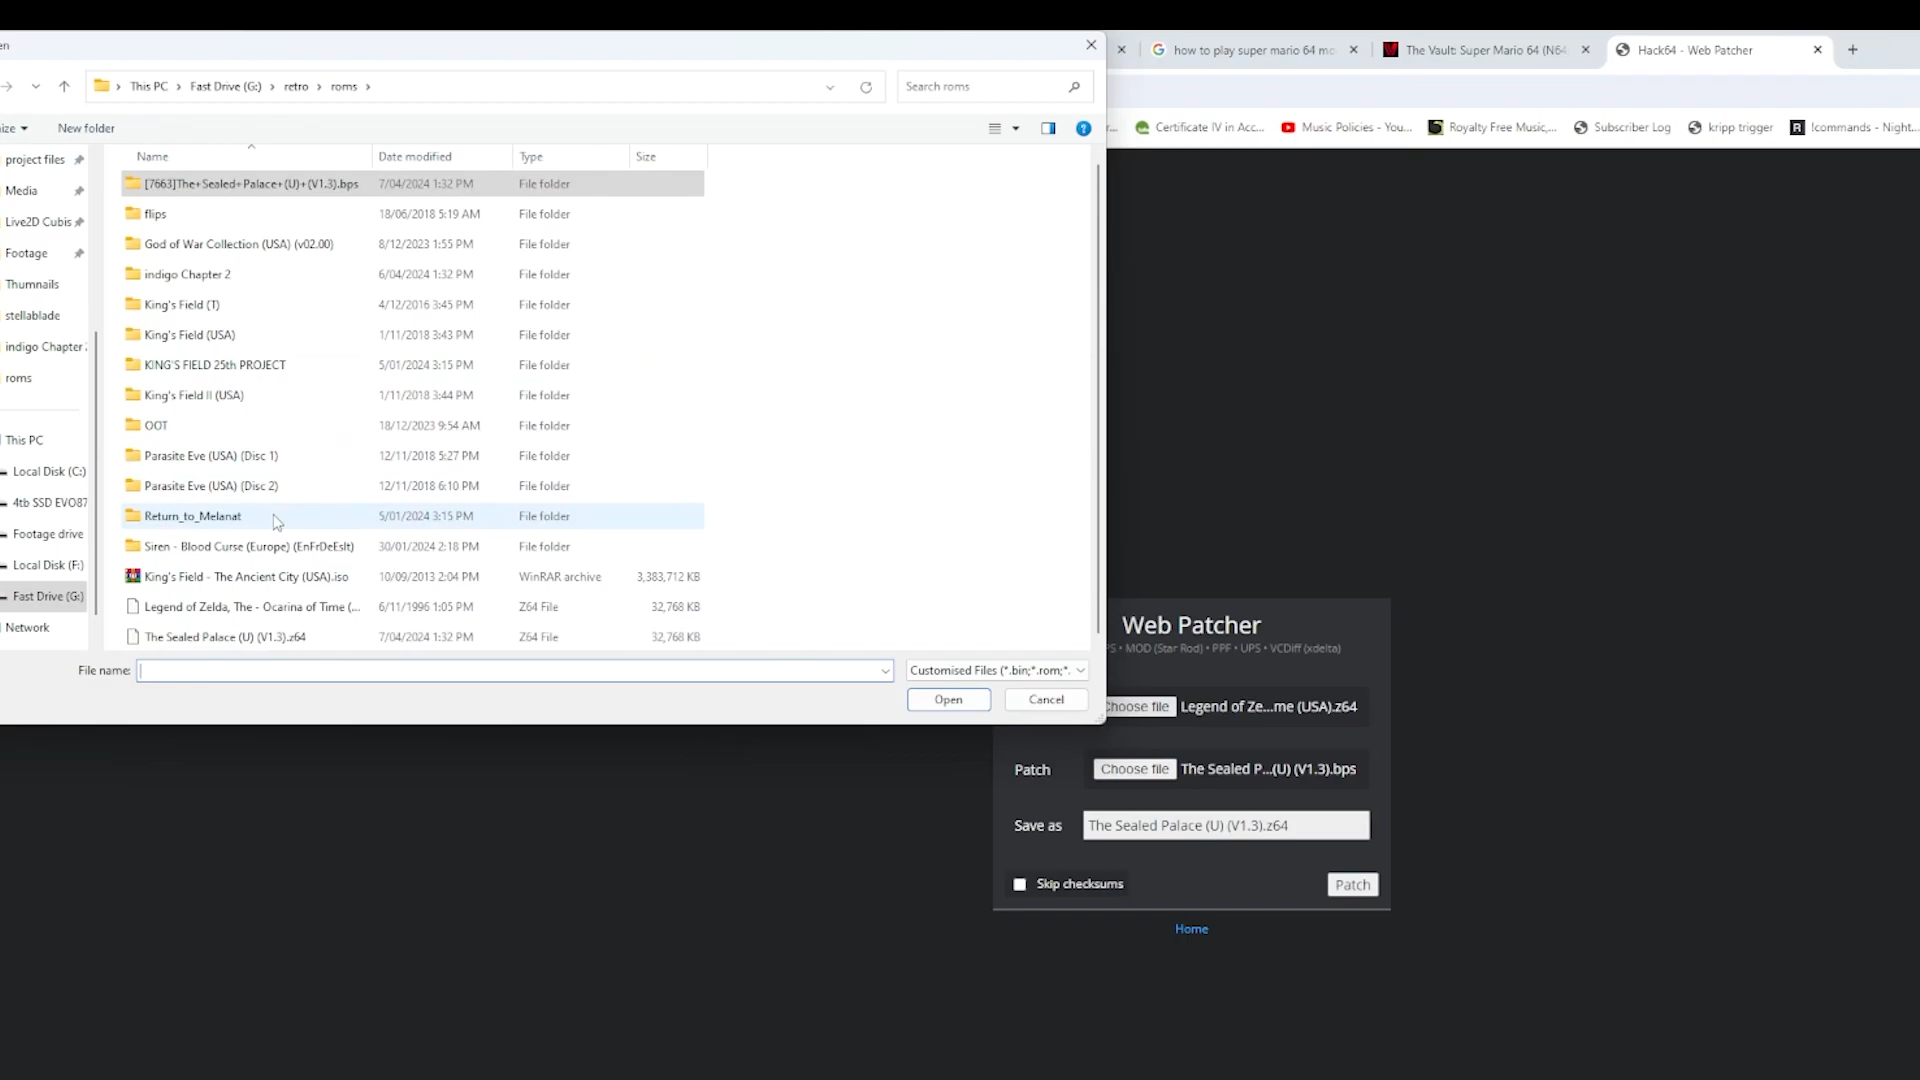 en
how to play super mario 64 mo
The Vault: Super Mario 64 (N64
Hack64 - Web Patcher
This PC > Fast Drive (G:) > retro > roms >
Search roms
Certificate IV in Acc...
Music Policies - You...
Royalty Free Music,...
Subscriber Log
kripp trigger
!commands - Night...
ize
New folder
Name
Date modified
Type
Size
project files
Media
Live2D Cubis
Footage
Thumnails
stellablade
indigo Chapter 2
roms
This PC
Local Disk (C:)
4tb SSD EVO87
Footage drive
Local Disk (F:)
Fast Drive (G:)
Network
[7663]The+Sealed+Palace+(U)+(V1.3).bps 7/04/2024 1:32 PM File folder
flips 18/06/2018 5:19 AM File folder
God of War Collection (USA) (v02.00) 8/12/2023 1:55 PM File folder
indigo Chapter 2 6/04/2024 1:32 PM File folder
King's Field (T) 4/12/2016 3:45 PM File folder
King's Field (USA) 1/11/2018 3:43 PM File folder
KING'S FIELD 25th PROJECT 5/01/2024 3:15 PM File folder
King's Field II (USA) 1/11/2018 3:44 PM File folder
OOT 18/12/2023 9:54 AM File folder
Parasite Eve (USA) (Disc 1) 12/11/2018 5:27 PM File folder
Parasite Eve (USA) (Disc 2) 12/11/2018 6:10 PM File folder
Return_to_Melanat 5/01/2024 3:15 PM File folder
Siren - Blood Curse (Europe) (EnFrDeEsIt) 30/01/2024 2:18 PM File folder
King's Field - The Ancient City (USA).iso 10/09/2013 2:04 PM WinRAR archive 3,383,712 KB
Legend of Zelda, The - Ocarina of Time (... 6/11/1996 1:05 PM Z64 File 32,768 KB
The Sealed Palace (U) (V1.3).z64 7/04/2024 1:32 PM Z64 File 32,768 KB
File name:
Customised Files (*.bin;*.rom;*.
Open
Cancel
Web Patcher
PS • MOD (Star Rod) • PPF • UPS • VCDiff (xdelta)
Choose file Legend of Ze...me (USA).z64
Patch Choose file The Sealed P...(U) (V1.3).bps
Save as The Sealed Palace (U) (V1.3).z64
Skip checksums
Patch
Home